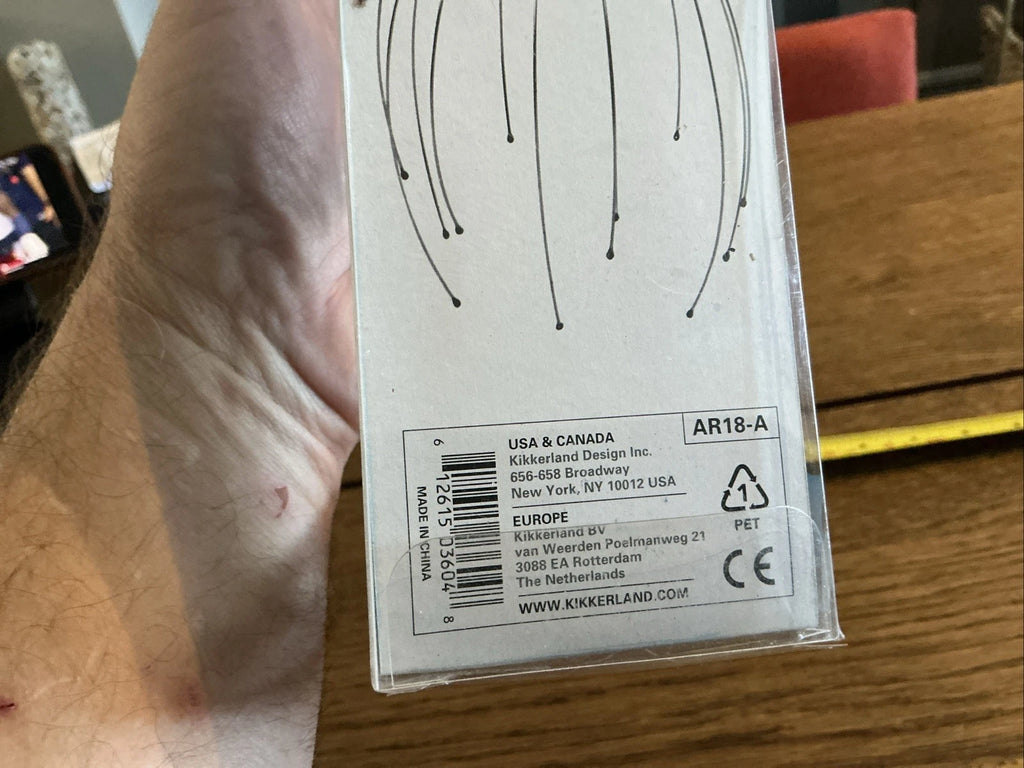 AR18-A
USA & CANADA
Kikkerland Design Inc.
656-658 Broadway
New York, NY 10012 USA
EUROPE
Kikkerland BV
van Weerden Poelmanweg 21
3088 EA Rotterdam
The Netherlands
WWW.KIKKERLAND.COM
1
PET
CE
6 12615 03604 8
MADE IN CHINA